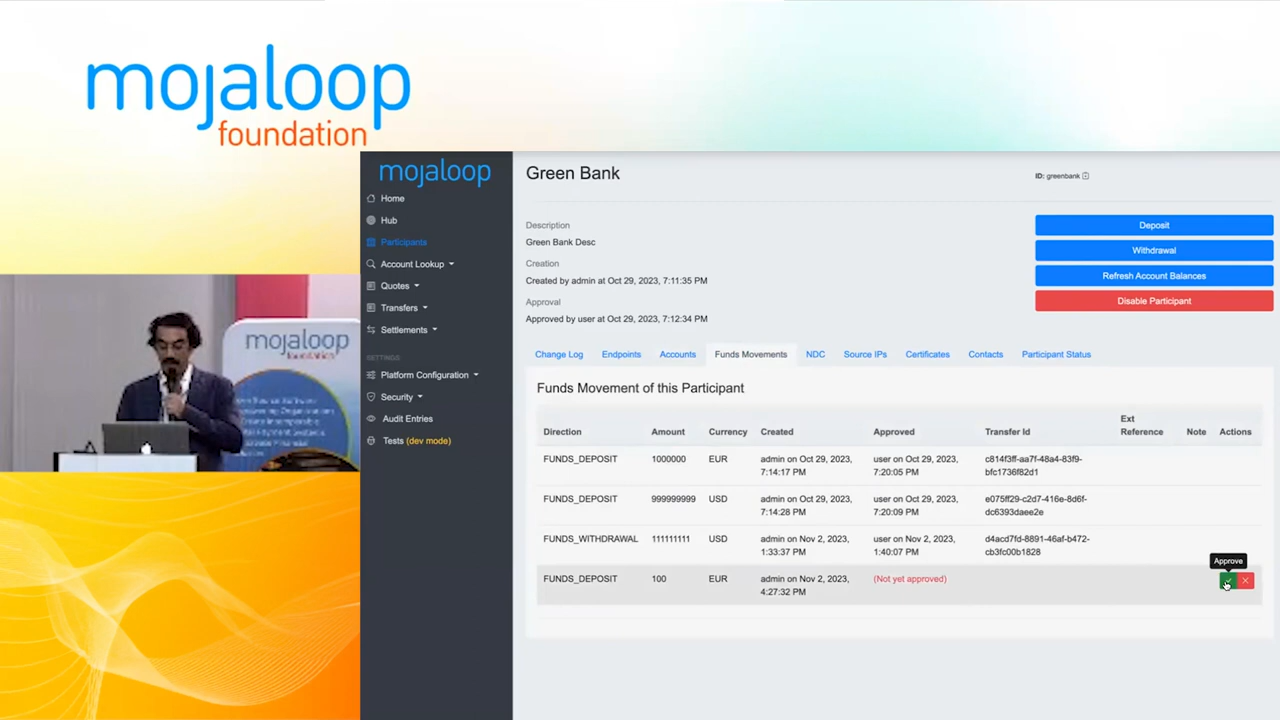 mojaloop
foundation
mojaloop
Home
Hub
Participants
Account Lookup
Quotes
Transfers
Settlements
SETTINGS
Platform Configuration
Security
Audit Entries
Tests (dev mode)
Green Bank
ID: greenbank
Description
Green Bank Desc
Creation
Created by admin at Oct 29, 2023, 7:11:35 PM
Approval
Approved by user at Oct 29, 2023, 7:12:34 PM
Deposit
Withdrawal
Refresh Account Balances
Disable Participant
Change Log Endpoints Accounts Funds Movements NDC Source IPs Certificates Contacts Participant Status
Funds Movement of this Participant
Direction Amount Currency Created Approved Transfer Id Ext Reference Note Actions
FUNDS_DEPOSIT 1000000 EUR admin on Oct 29, 2023, 7:14:17 PM user on Oct 29, 2023, 7:20:05 PM c814f3ff-aa7f-48a4-83f9-bfc1736f82d1
FUNDS_DEPOSIT 999999999 USD admin on Oct 29, 2023, 7:14:28 PM user on Oct 29, 2023, 7:20:09 PM e075ff29-c2d7-416e-8d6f-dc6393daee2e
FUNDS_WITHDRAWAL 111111111 USD admin on Nov 2, 2023, 1:33:37 PM user on Nov 2, 2023, 1:40:07 PM d4acd7fd-8891-46af-b472-cb3fc00b1828
Approve
FUNDS_DEPOSIT 100 EUR admin on Nov 2, 2023, 4:27:32 PM (Not yet approved)
mojaloop
foundation